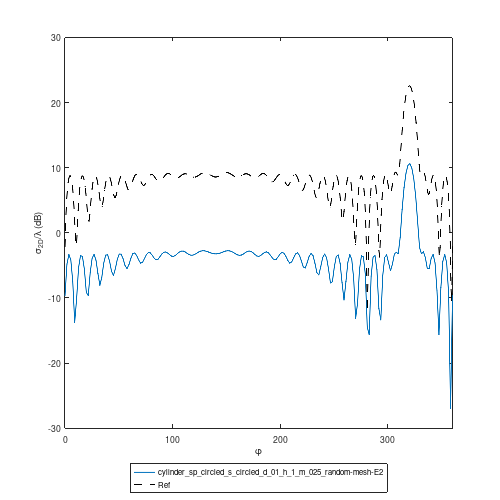 30
20
10
0
-10
-20
-30
σ2D/λ (dB)
0
100
200
300
φ
cylinder_sp_circled_s_circled_d_01_h_1_m_025_random-mesh-E2
Ref